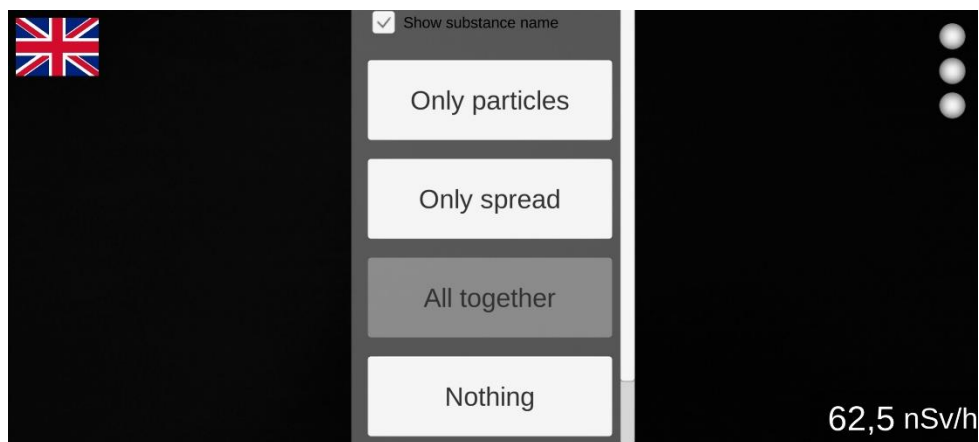 Show substance name
Only particles
Only spread
All together
Nothing
62,5 nSv/h